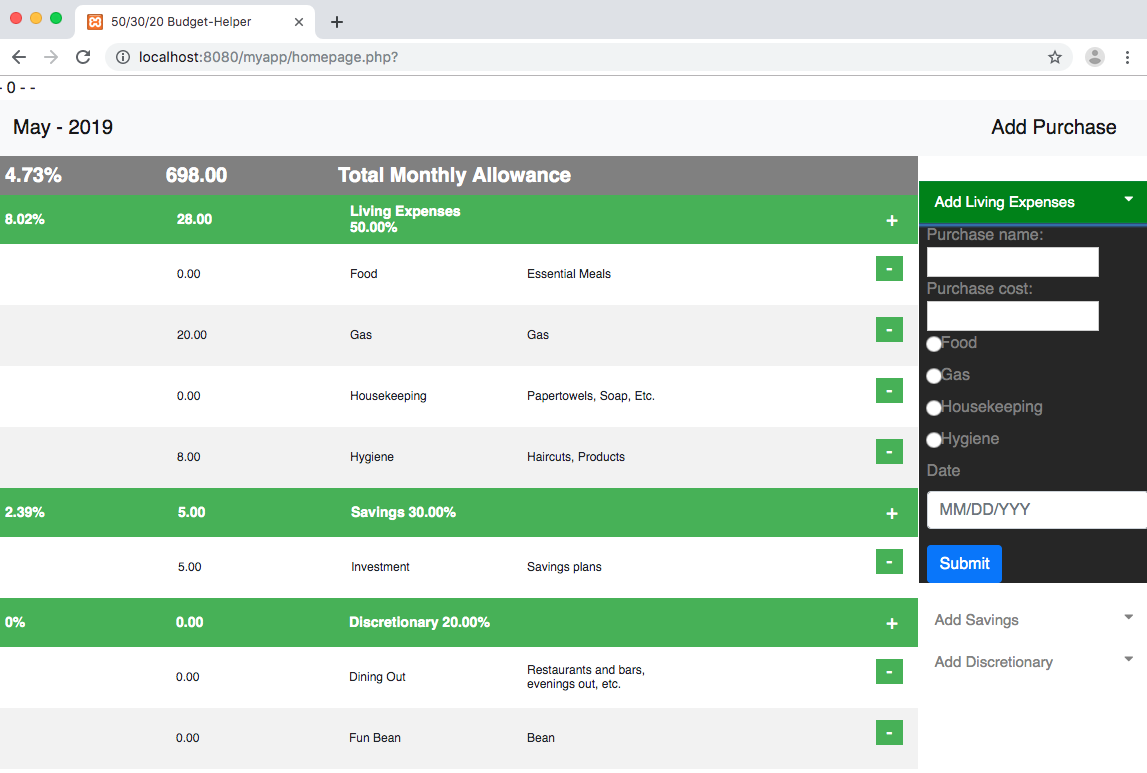 50/30/20 Budget-Helper
localhost:8080/myapp/homepage.php?
- 0 - -
May - 2019
Add Purchase
4.73% 698.00 Total Monthly Allowance
8.02% 28.00 Living Expenses
50.00%
+
0.00 Food Essential Meals -
20.00 Gas Gas -
0.00 Housekeeping Papertowels, Soap, Etc. -
8.00 Hygiene Haircuts, Products -
2.39% 5.00 Savings 30.00% +
5.00 Investment Savings plans -
0% 0.00 Discretionary 20.00% +
0.00 Dining Out Restaurants and bars,
evenings out, etc.
-
0.00 Fun Bean Bean -
Add Living Expenses
Purchase name:
Purchase cost:
Food
Gas
Housekeeping
Hygiene
Date
MM/DD/YYY
Submit
Add Savings
Add Discretionary